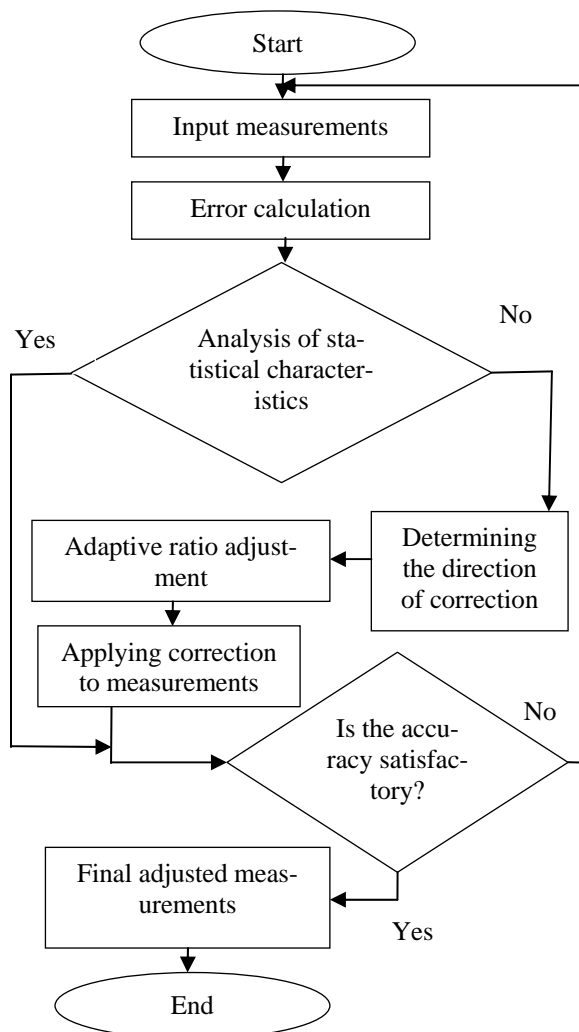 Start
Input measurements
Error calculation
Yes
No
Analysis of sta-
tistical character-
istics
Adaptive ratio adjust-
ment
Determining
the direction
of correction
Applying correction
to measurements
No
Is the accu-
racy satisfac-
tory?
Final adjusted meas-
urements
Yes
End